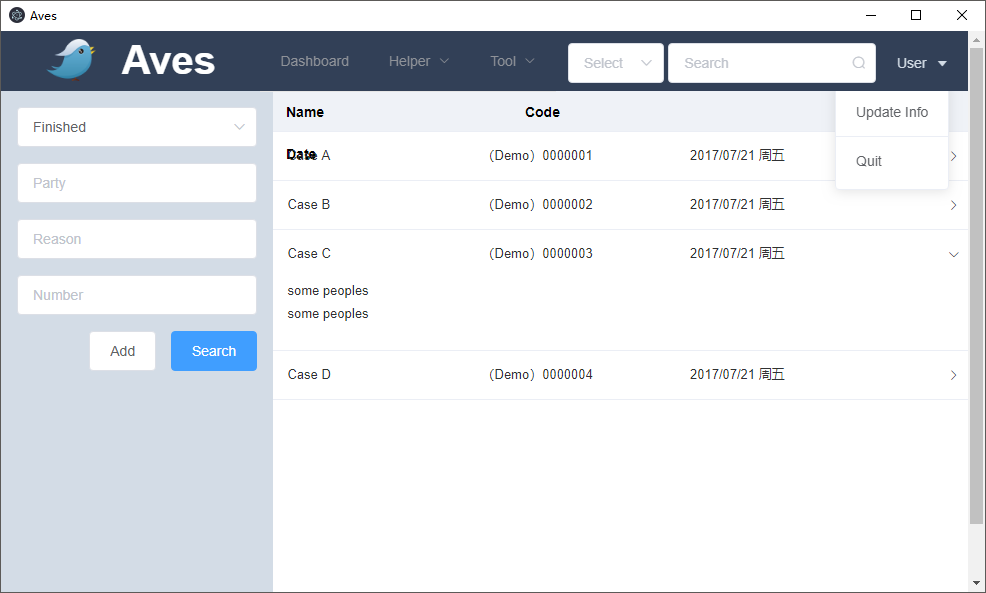 Aves
Aves Dashboard Helper Tool Select Search User
Update Info
Quit
Finished
Party
Reason
Number
Add Search
Name Code
Date
Case A （Demo）0000001 2017/07/21 周五
Case B （Demo）0000002 2017/07/21 周五
Case C （Demo）0000003 2017/07/21 周五
some peoples
some peoples
Case D （Demo）0000004 2017/07/21 周五